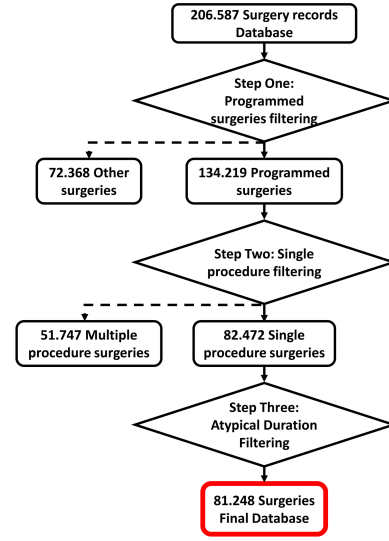 206.587 Surgery records
Database
Step One:
Programmed
surgeries filtering
72.368 Other
surgeries
134.219 Programmed
surgeries
Step Two: Single
procedure filtering
51.747 Multiple
procedure surgeries
82.472 Single
procedure surgeries
Step Three:
Atypical Duration
Filtering
81.248 Surgeries
Final Database